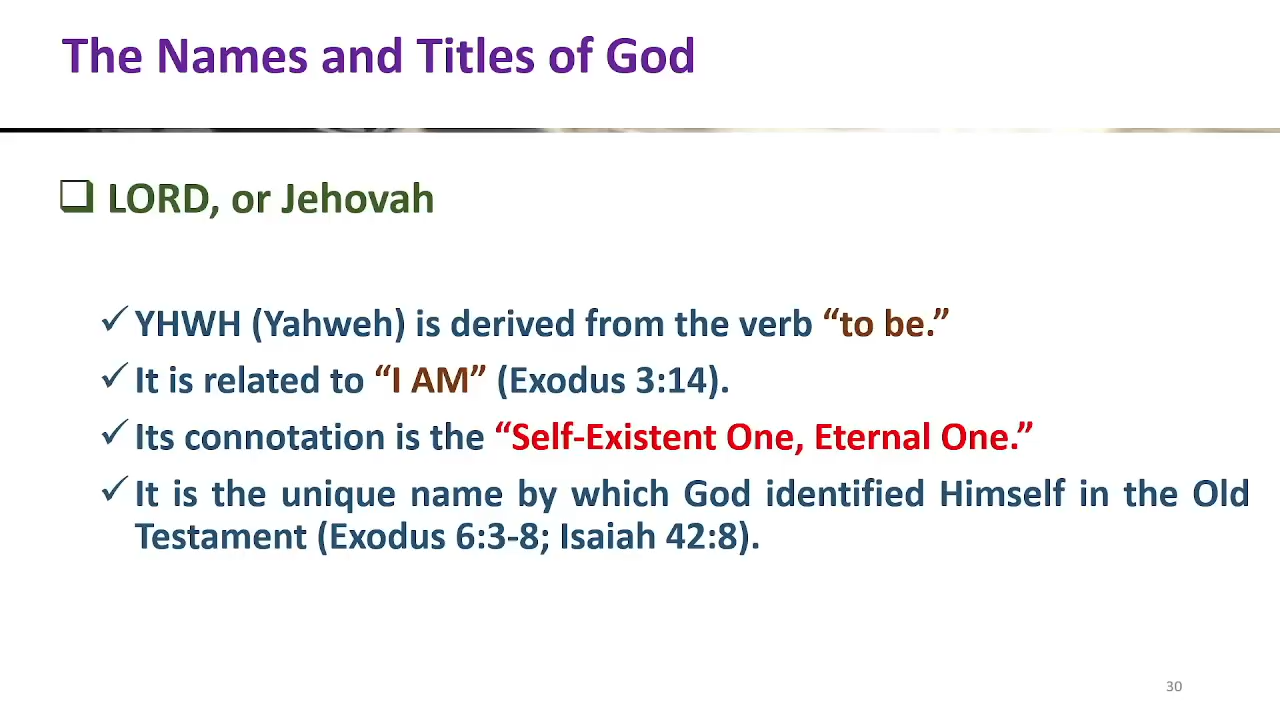 The Names and Titles of God
LORD, or Jehovah
YHWH (Yahweh) is derived from the verb “to be.”
It is related to “I AM” (Exodus 3:14).
Its connotation is the “Self-Existent One, Eternal One.”
It is the unique name by which God identified Himself in the Old
Testament (Exodus 6:3-8; Isaiah 42:8).
30